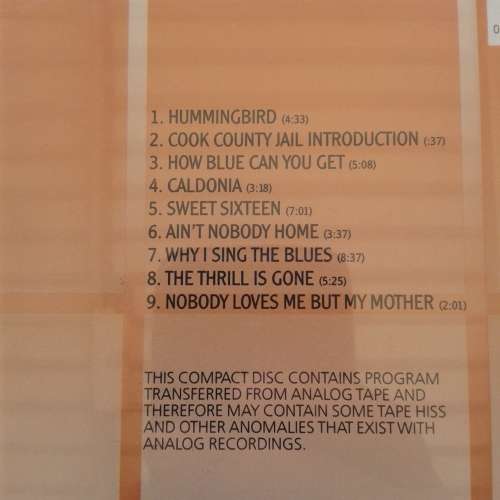 1. HUMMINGBIRD (4:33)
2. COOK COUNTY JAIL INTRODUCTION (:37)
3. HOW BLUE CAN YOU GET (5:08)
4. CALDONIA (3:18)
5. SWEET SIXTEEN (7:01)
6. AIN'T NOBODY HOME (3:37)
7. WHY I SING THE BLUES (8:37)
8. THE THRILL IS GONE (5:25)
9. NOBODY LOVES ME BUT MY MOTHER (2:01)
THIS COMPACT DISC CONTAINS PROGRAM
TRANSFERRED FROM ANALOG TAPE AND
THEREFORE MAY CONTAIN SOME TAPE HISS
AND OTHER ANOMALIES THAT EXIST WITH
ANALOG RECORDINGS.